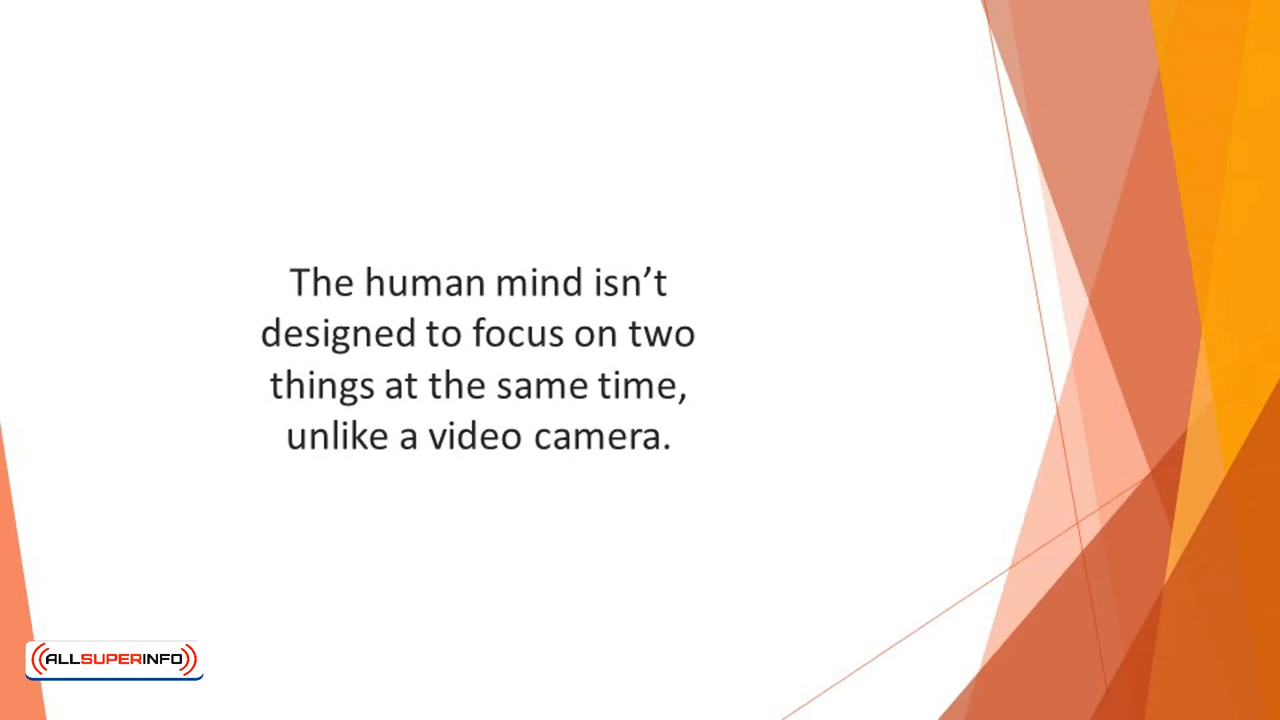 The human mind isn’t
designed to focus on two
things at the same time,
unlike a video camera.
ALLSUPERINFO